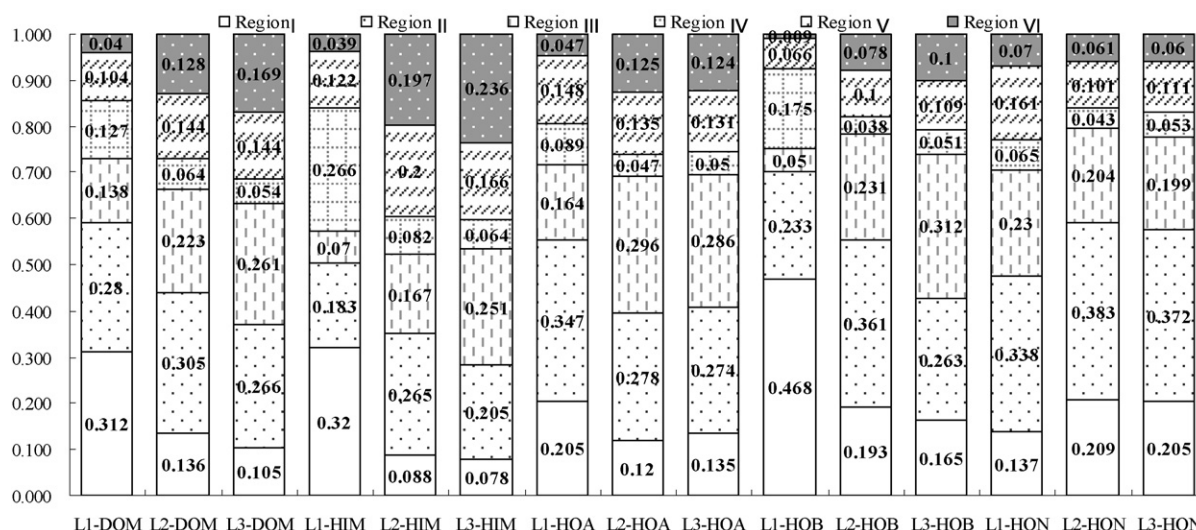 Region I Region II Region III Region IV Region V Region VI
1.000
0.900
0.800
0.700
0.600
0.500
0.400
0.300
0.200
0.100
0.000
0.04 0.128 0.169 0.039 0.197 0.236 0.047 0.125 0.124 0.009 0.078 0.1 0.07 0.061 0.06
0.104 0.144 0.144 0.122 0.2 0.166 0.148 0.135 0.131 0.066 0.1 0.109 0.161 0.101 0.111
0.127 0.064 0.054 0.266 0.082 0.064 0.089 0.047 0.05 0.175 0.038 0.051 0.065 0.043 0.053
0.138 0.223 0.261 0.07 0.167 0.251 0.164 0.296 0.286 0.05 0.231 0.312 0.23 0.204 0.199
0.28 0.305 0.266 0.183 0.265 0.205 0.347 0.278 0.274 0.233 0.361 0.263 0.338 0.383 0.372
0.312 0.136 0.105 0.32 0.088 0.078 0.205 0.12 0.135 0.468 0.193 0.165 0.137 0.209 0.205
L1-DOM L2-DOM L3-DOM L1-HIM L2-HIM L3-HIM L1-HOA L2-HOA L3-HOA L1-HOB L2-HOB L3-HOB L1-HON L2-HON L3-HON